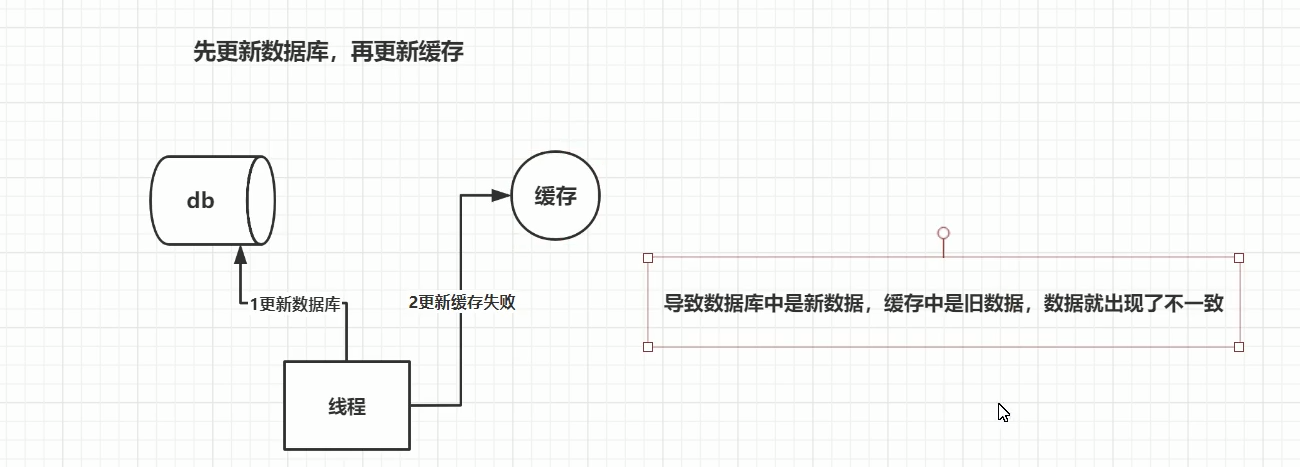 先更新数据库，再更新缓存
db
缓存
1更新数据库
2更新缓存失败
导致数据库中是新数据，缓存中是旧数据，数据就出现了不一致
线程